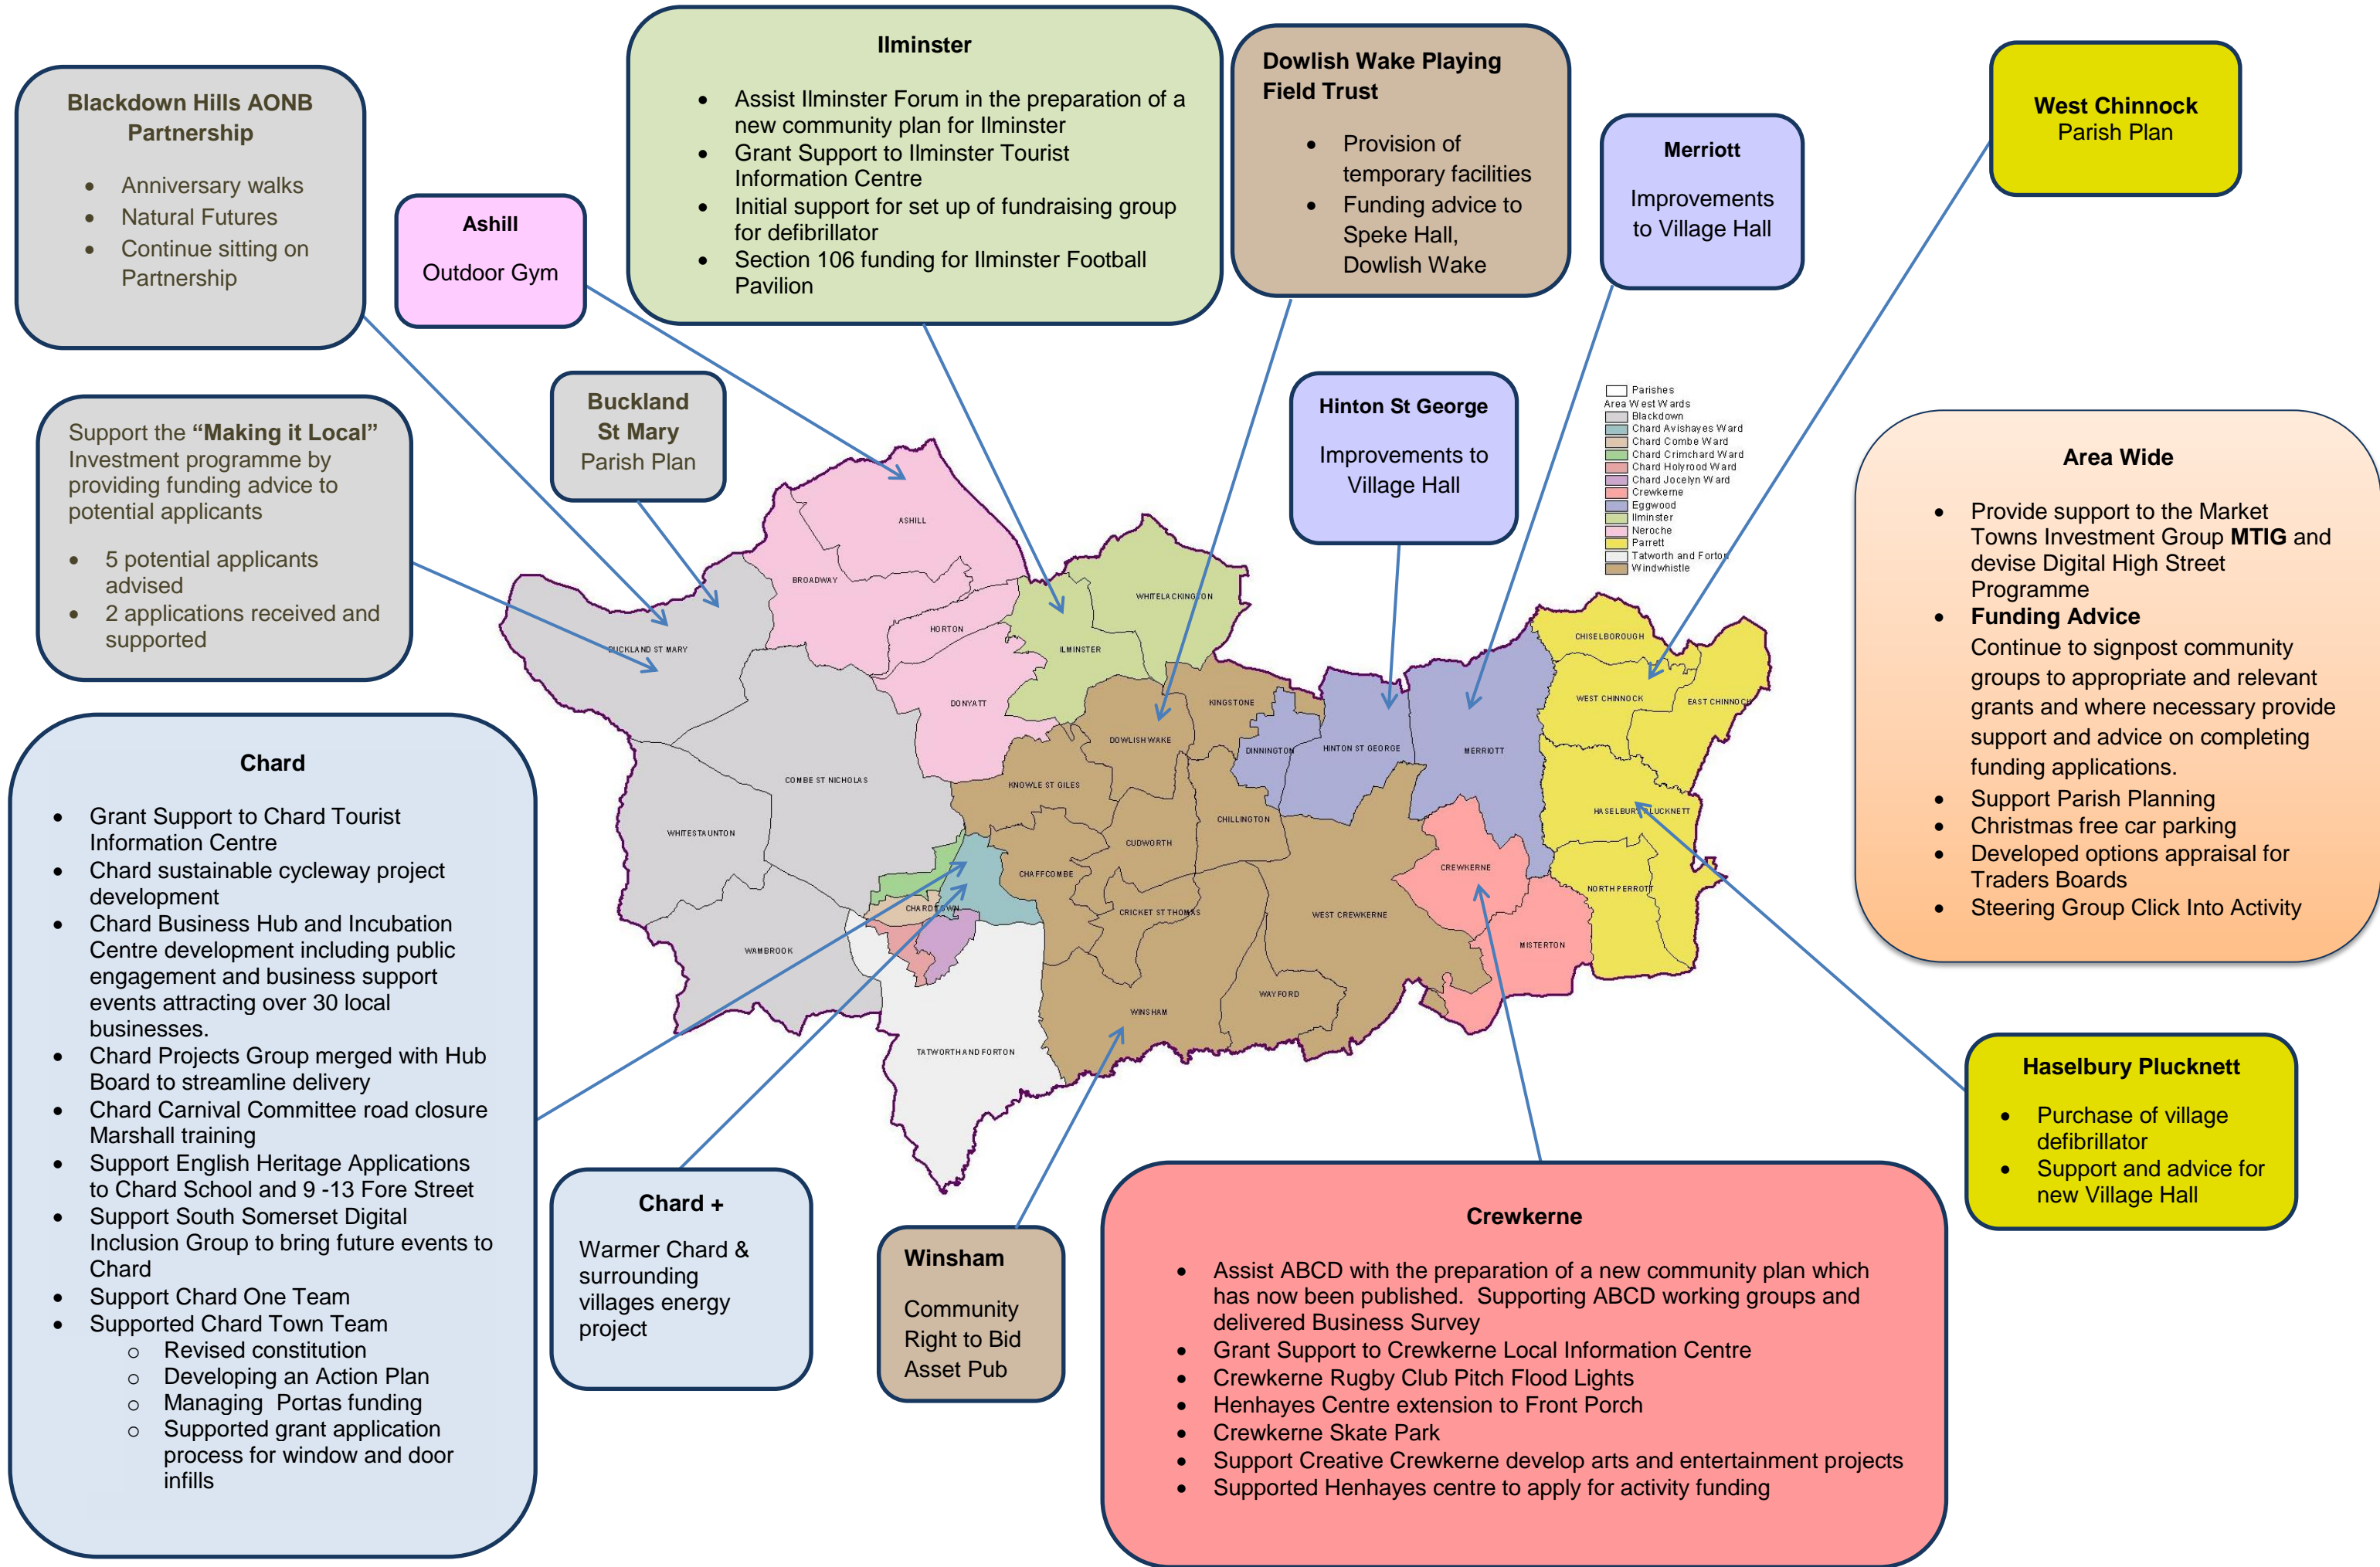 Blackdown Hills AONB
Partnership
• Anniversary walks
• Natural Futures
• Continue sitting on
Partnership
Ashill
Outdoor Gym
Ilminster
• Assist Ilminster Forum in the preparation of a
new community plan for Ilminster
• Grant Support to Ilminster Tourist
Information Centre
• Initial support for set up of fundraising group
for defibrillator
• Section 106 funding for Ilminster Football
Pavilion
Dowlish Wake Playing
Field Trust
• Provision of
temporary facilities
• Funding advice to
Speke Hall,
Dowlish Wake
Merriott
Improvements
to Village Hall
West Chinnock
Parish Plan
Support the “Making it Local”
Investment programme by
providing funding advice to
potential applicants
• 5 potential applicants
advised
• 2 applications received and
supported
Buckland
St Mary
Parish Plan
Hinton St George
Improvements to
Village Hall
Parishes
Area West Wards
Blackdown
Chard Avishayes Ward
Chard Combe Ward
Chard Crimchard Ward
Chard Holyrood Ward
Chard Jocelyn Ward
Crewkerne
Eggwood
Ilminster
Neroche
Parrett
Tatworth and Forton
Windwhistle
Area Wide
• Provide support to the Market
Towns Investment Group MTIG and
devise Digital High Street
Programme
• Funding Advice
Continue to signpost community
groups to appropriate and relevant
grants and where necessary provide
support and advice on completing
funding applications.
• Support Parish Planning
• Christmas free car parking
• Developed options appraisal for
Traders Boards
• Steering Group Click Into Activity
ASHILL
BROADWAY
WHITELACKINGTON
HORTON
BUCKLAND ST MARY
ILMINSTER
CHISELBOROUGH
DONYATT
KINGSTONE
WEST CHINNOCK
EAST CHINNOCK
DOWLISH WAKE
DINNINGTON
HINTON ST GEORGE
MERRIOTT
COMBE ST NICHOLAS
KNOWLE ST GILES
CHILLINGTON
HASELBURY PLUCKNETT
WHITESTAUNTON
CUDWORTH
CHAFFCOMBE
CREWKERNE
NORTH PERROTT
CHARD TOWN
CRICKET ST THOMAS
WEST CREWKERNE
WAMBROOK
MISTERTON
WAYFORD
WINSHAM
TATWORTH AND FORTON
Chard
• Grant Support to Chard Tourist
Information Centre
• Chard sustainable cycleway project
development
• Chard Business Hub and Incubation
Centre development including public
engagement and business support
events attracting over 30 local
businesses.
• Chard Projects Group merged with Hub
Board to streamline delivery
• Chard Carnival Committee road closure
Marshall training
• Support English Heritage Applications
to Chard School and 9 -13 Fore Street
• Support South Somerset Digital
Inclusion Group to bring future events to
Chard
• Support Chard One Team
• Supported Chard Town Team
o Revised constitution
o Developing an Action Plan
o Managing Portas funding
o Supported grant application
process for window and door
infills
Chard +
Warmer Chard &
surrounding
villages energy
project
Winsham
Community
Right to Bid
Asset Pub
Crewkerne
• Assist ABCD with the preparation of a new community plan which
has now been published. Supporting ABCD working groups and
delivered Business Survey
• Grant Support to Crewkerne Local Information Centre
• Crewkerne Rugby Club Pitch Flood Lights
• Henhayes Centre extension to Front Porch
• Crewkerne Skate Park
• Support Creative Crewkerne develop arts and entertainment projects
• Supported Henhayes centre to apply for activity funding
Haselbury Plucknett
• Purchase of village
defibrillator
• Support and advice for
new Village Hall